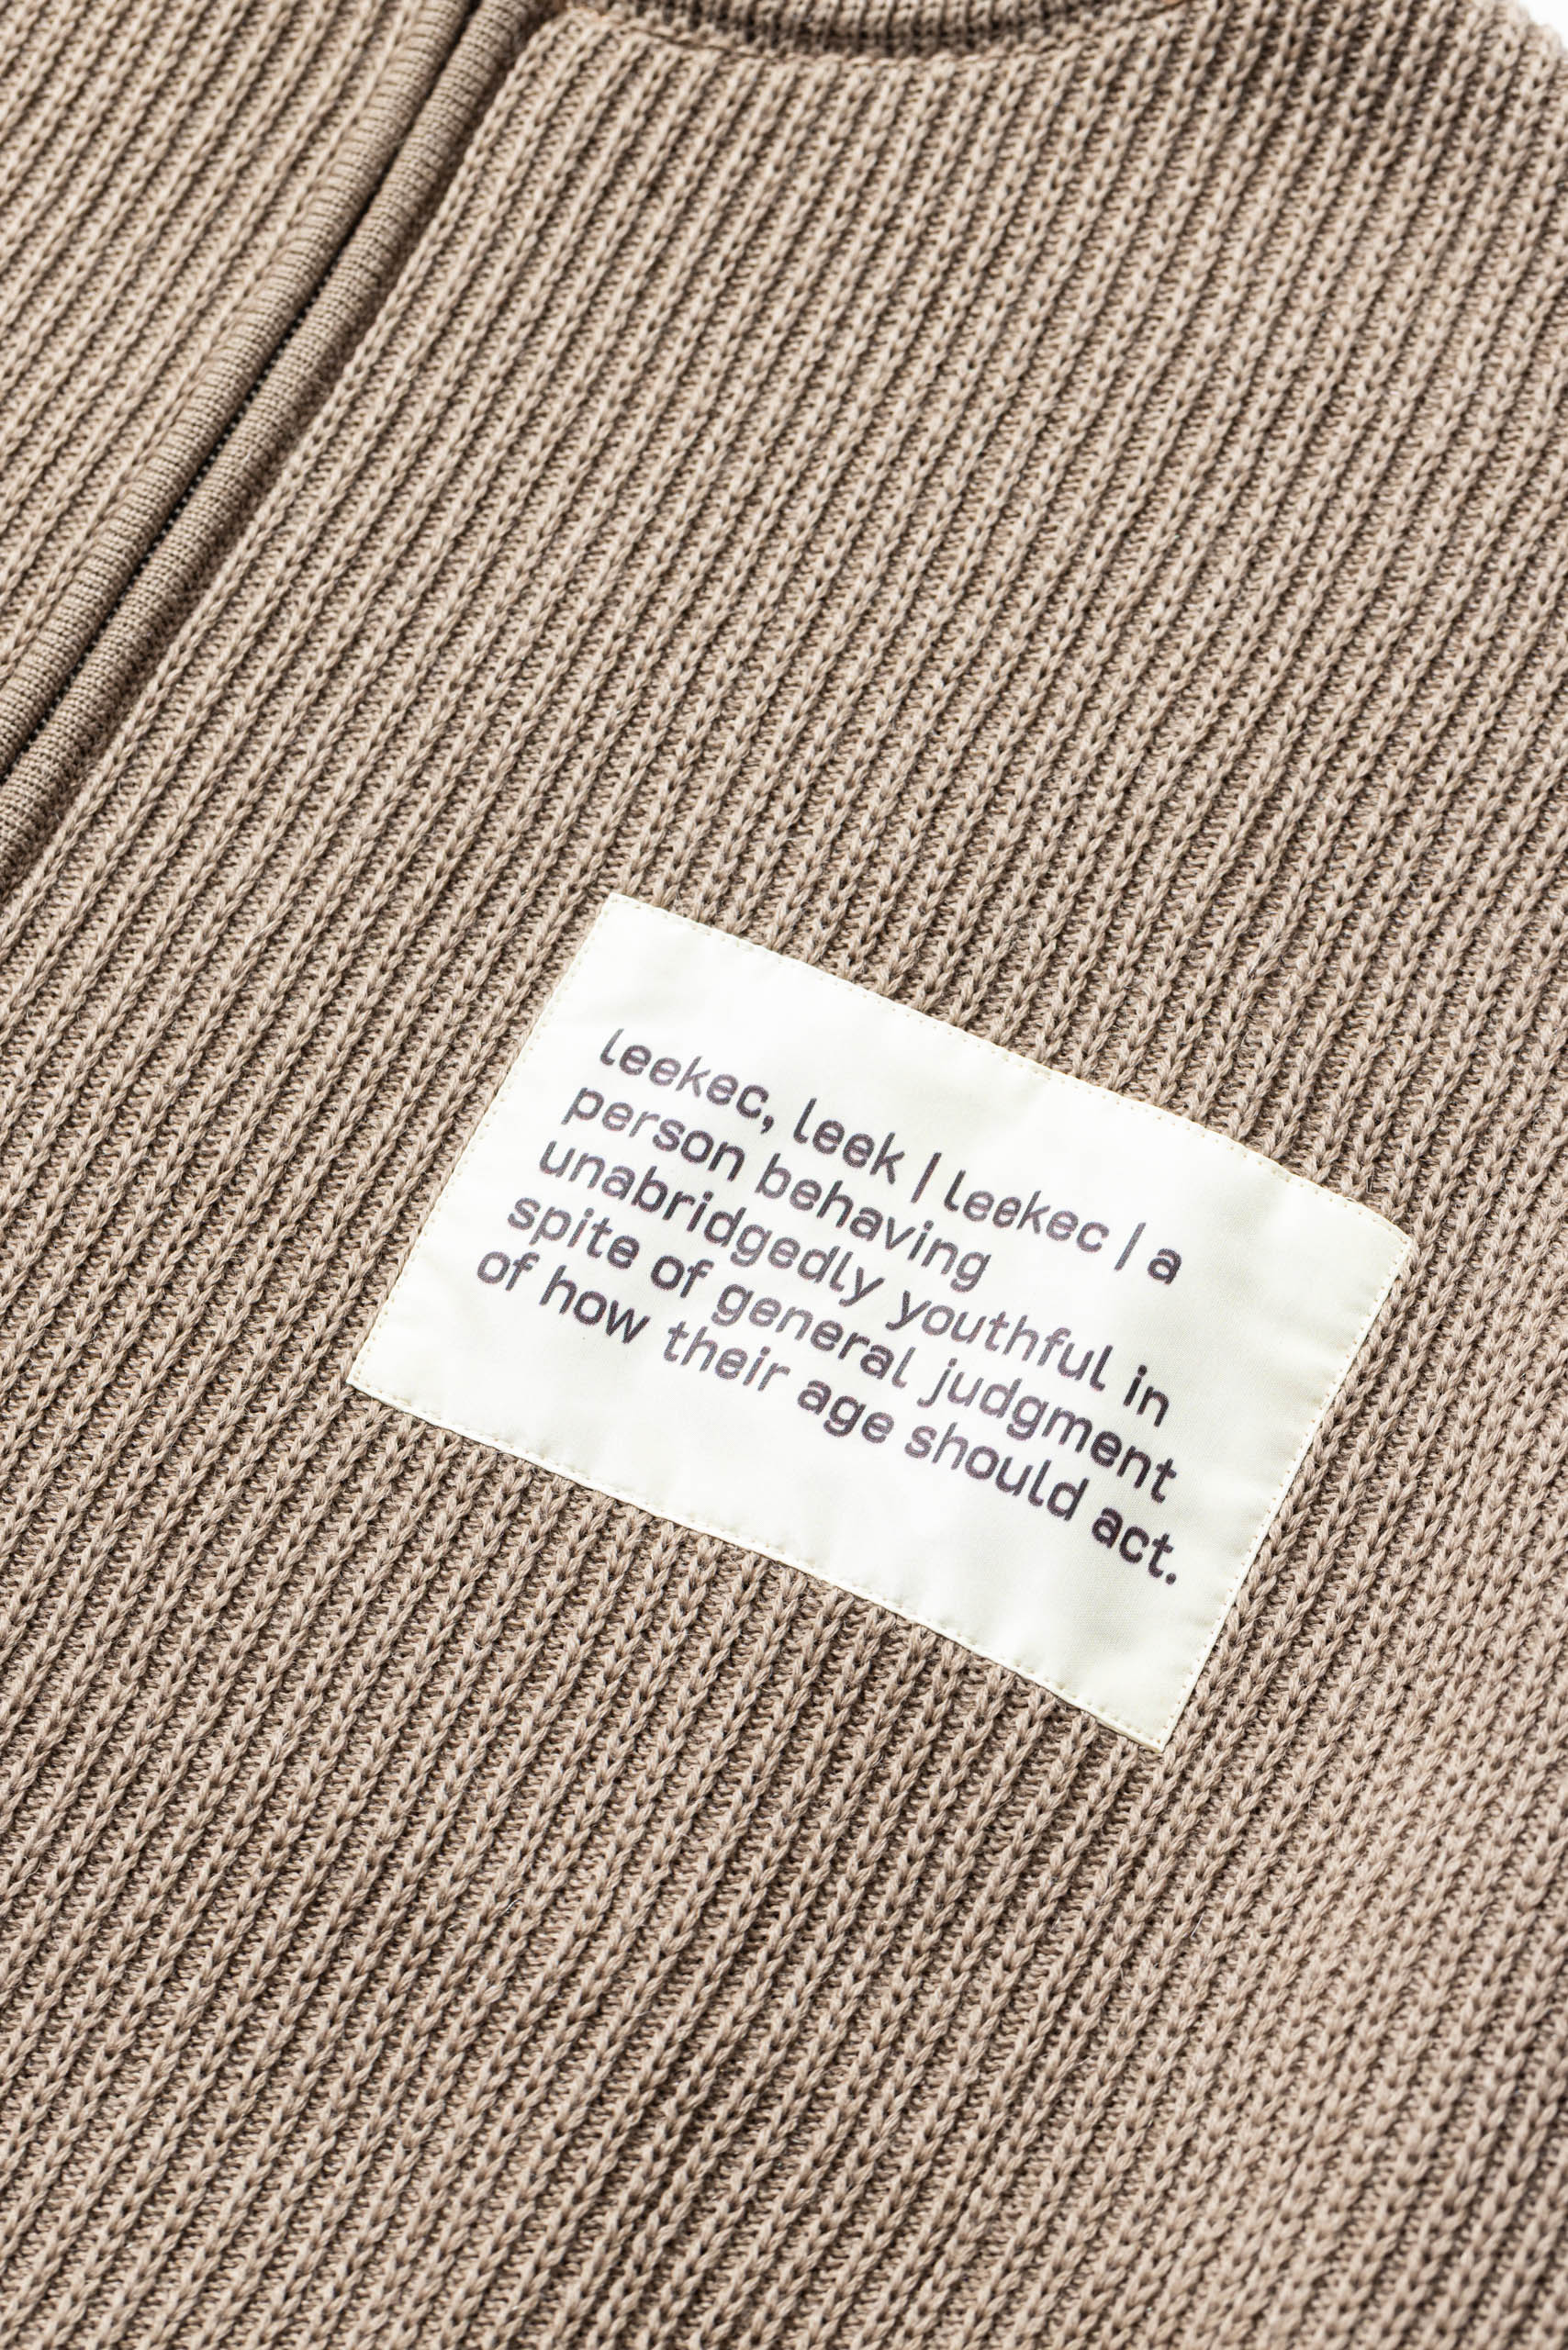 leekec, leek | leekec | a
person behaving
unabridgedly youthful in
spite of general judgment
of how their age should act.